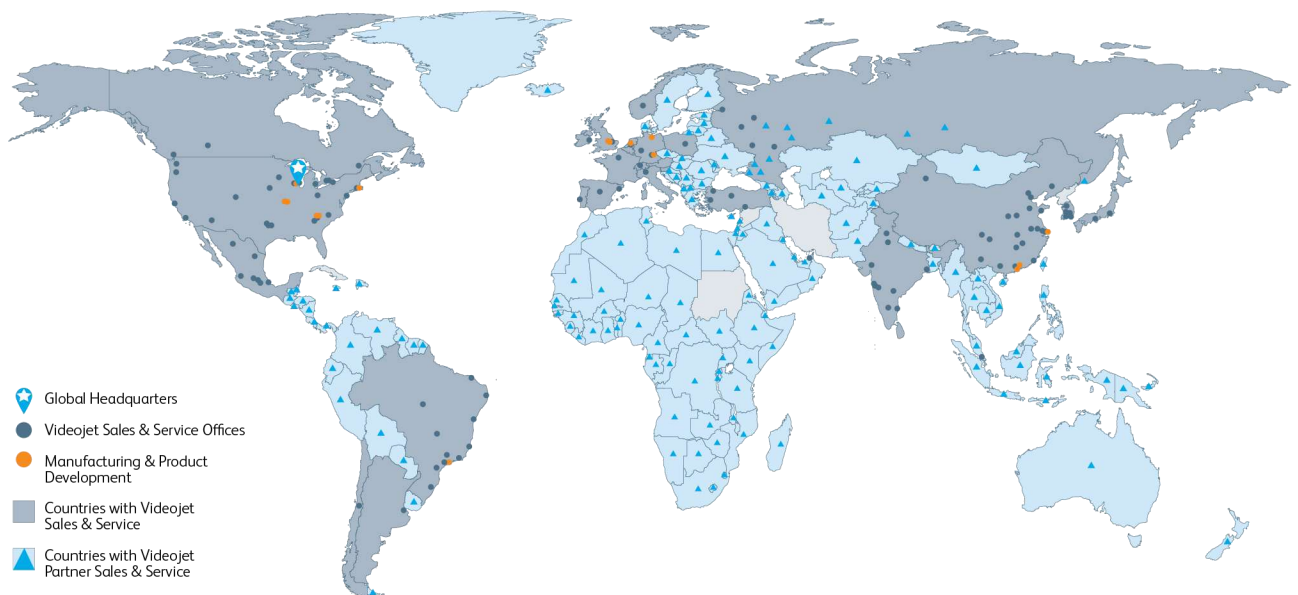 Global Headquarters
Videojet Sales & Service Offices
Manufacturing & Product
Development
Countries with Videojet
Sales & Service
Countries with Videojet
Partner Sales & Service